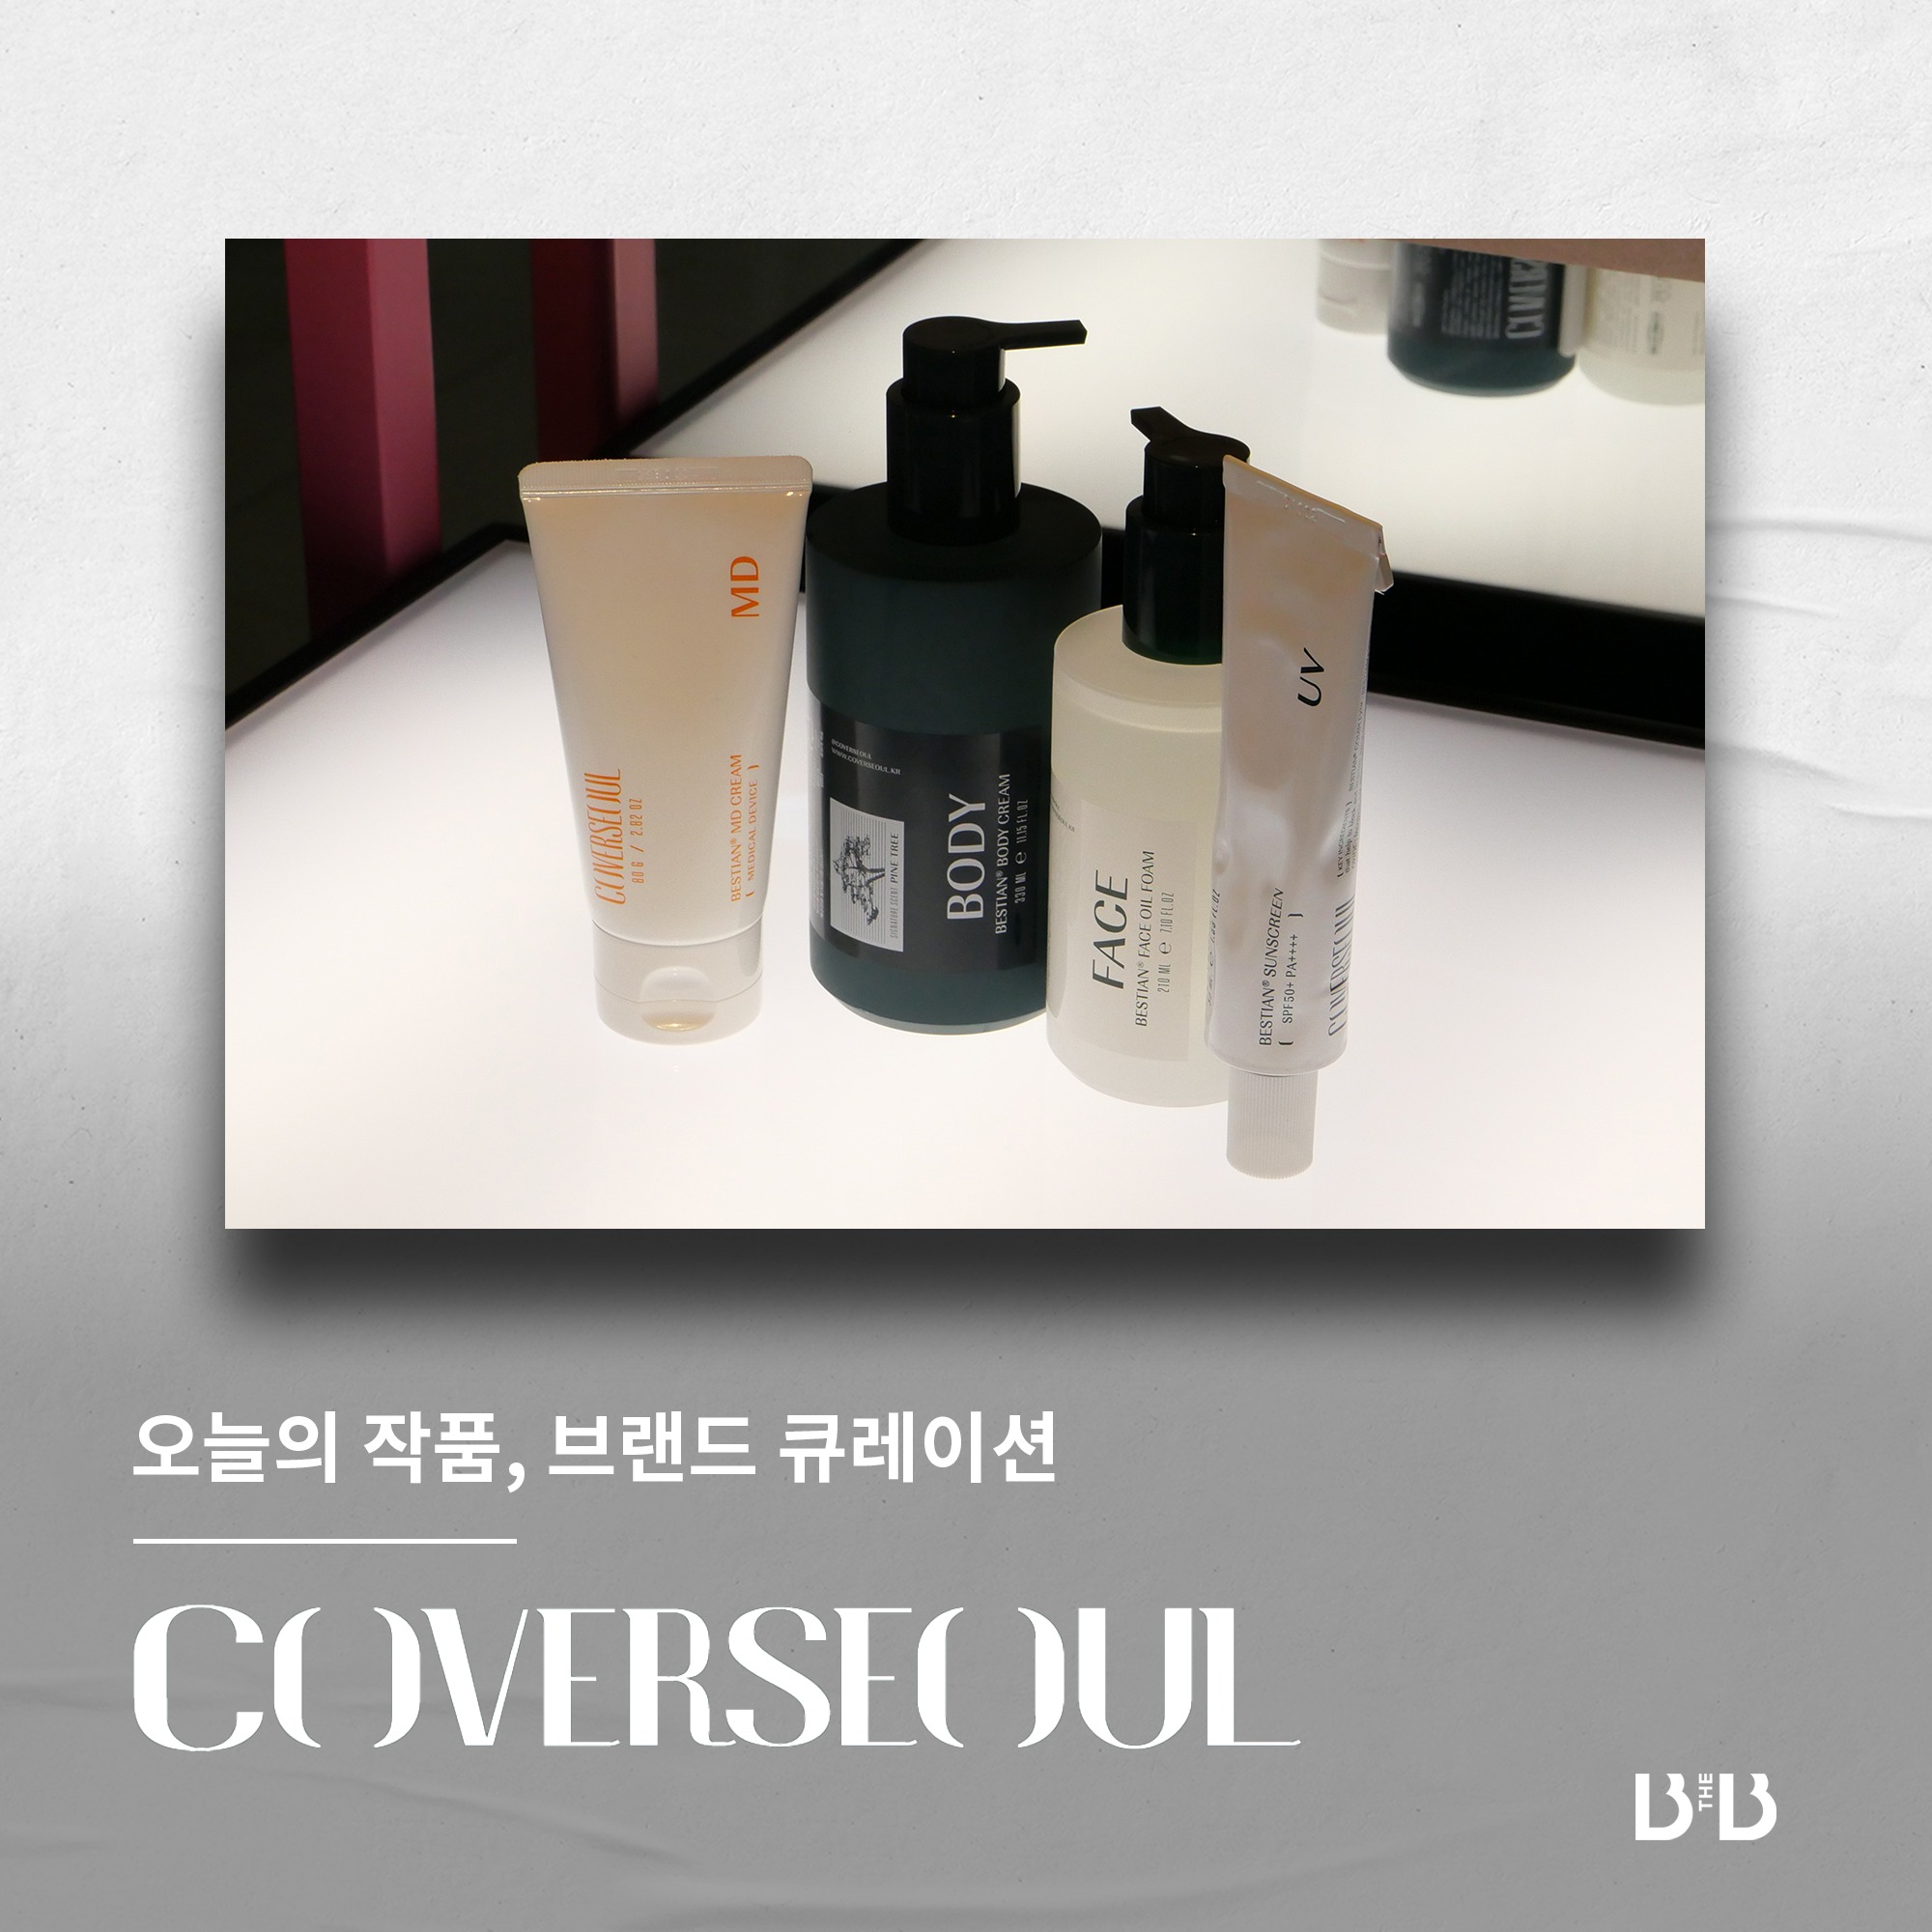 MD
COVERSEOUL
80 G / 2.82 OZ
BESTIAN® MD CREAM
( MEDICAL DEVICE )
@COVERSEOUL
WWW.COVERSEOUL.KR
SIGNATURE SCENT PINE TREE
BODY
BESTIAN® BODY CREAM
330 ML e 11.15 FL.OZ
FACE
BESTIAN® FACE OIL FOAM
210 ML e 7.10 FL.OZ
UV
BESTIAN® SUNSCREEN
( SPF50+ PA++++ )
COVERSEOUL
오늘의 작품, 브랜드 큐레이션
COVERSEOUL
B THE B